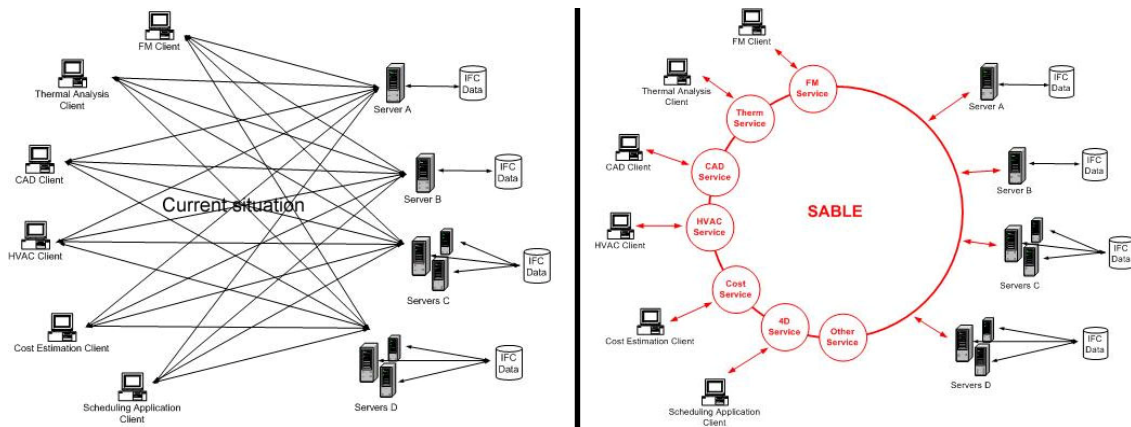 FM Client
Thermal Analysis
Client
CAD Client
HVAC Client
Cost Estimation Client
Scheduling Application
Client
Current situation
Server A
IFC
Data
Server B
IFC
Data
Servers C
IFC
Data
Servers D
IFC
Data
FM Client
Thermal Analysis
Client
CAD Client
HVAC Client
Cost Estimation Client
Scheduling Application
Client
FM
Service
Therm
Service
CAD
Service
HVAC
Service
Cost
Service
4D
Service
Other
Service
SABLE
Server A
IFC
Data
Server B
IFC
Data
Servers C
IFC
Data
Servers D
IFC
Data